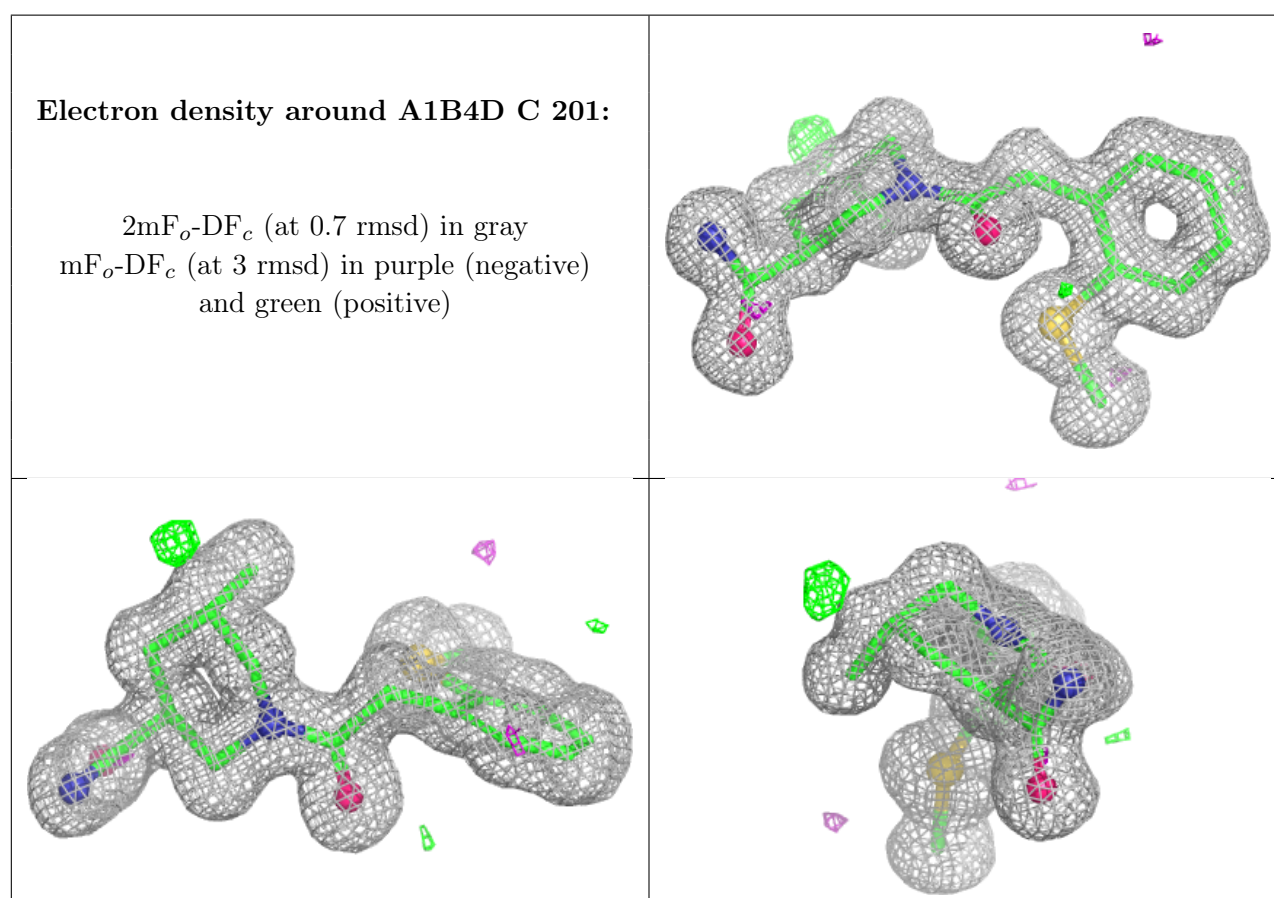 Electron density around A1B4D C 201:
2mFo-DFc (at 0.7 rmsd) in gray
mFo-DFc (at 3 rmsd) in purple (negative)
and green (positive)